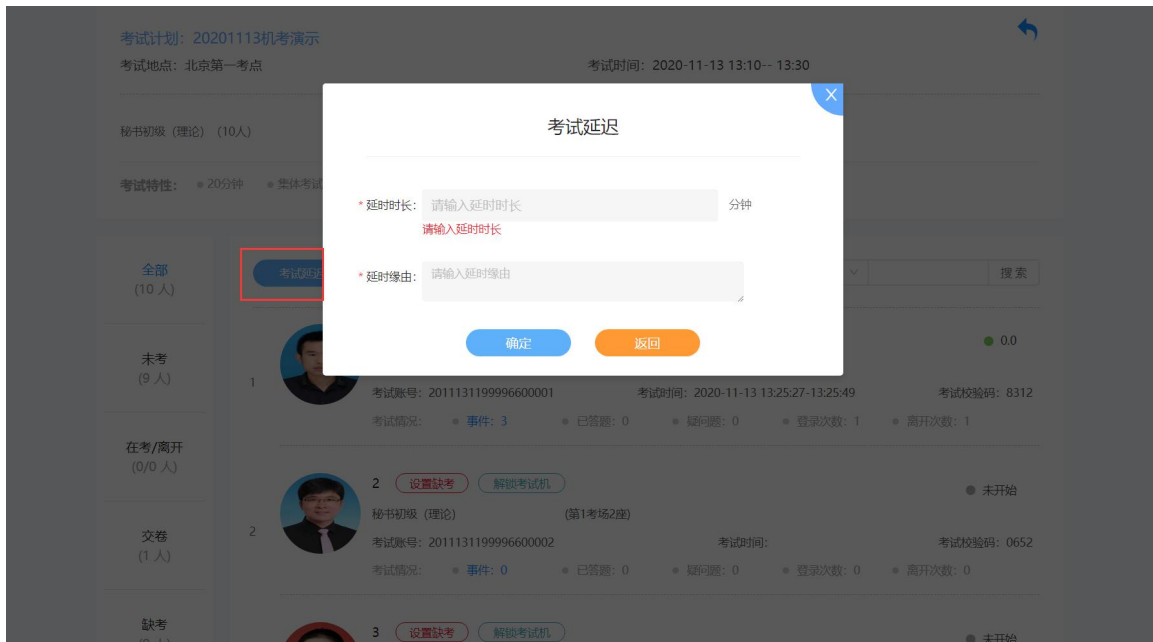 考试计划：20201113机考演示
考试地点：北京第一考点 考试时间：2020-11-13 13:10-- 13:30
X
考试延迟
秘书初级（理论）（10人）
考试特性： 20分钟 集体考试
* 延时时长： 请输入延时时长 分钟
请输入延时时长
* 延时缘由： 请输入延时缘由
确定 返回
全部
(10 人)
考试延迟
搜索
未考
(9 人)
1
0.0
考试账号：2011131199996600001 考试时间：2020-11-13 13:25:27-13:25:49 考试校验码：8312
考试情况： 事件：3 已答题：0 疑问题：0 登录次数：1 离开次数：1
在考/离开
(0/0 人)
2 设置缺考 解锁考试机 未开始
秘书初级（理论） (第1考场2座)
2
考试账号：2011131199996600002 考试时间： 考试校验码：0652
考试情况： 事件：0 已答题：0 疑问题：0 登录次数：0 离开次数：0
交卷
(1 人)
缺考
3 设置缺考 解锁考试机 未开始